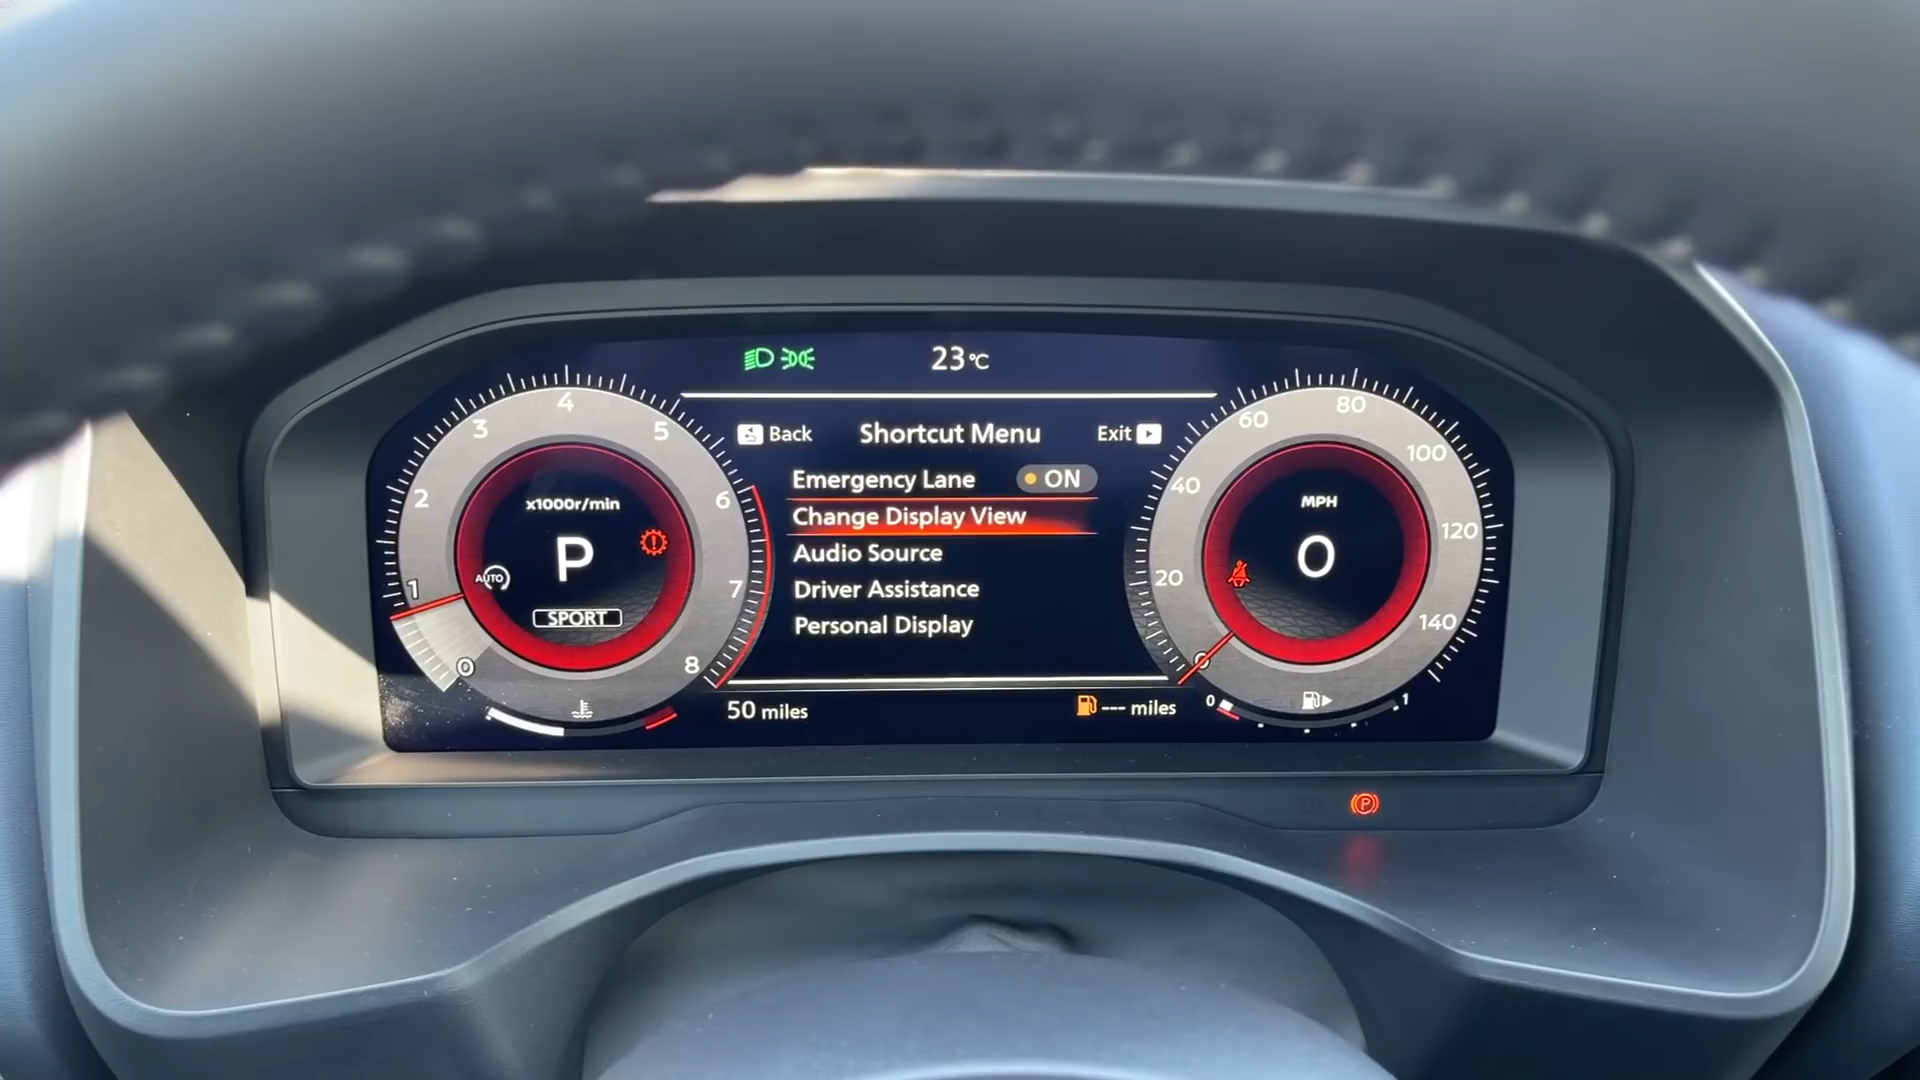 23°C
Back Shortcut Menu Exit
Emergency Lane ON
Change Display View
Audio Source
Driver Assistance
Personal Display
50 miles
--- miles
0
1
2
3
4
5
6
7
8
x1000r/min
P
AUTO
SPORT
0
20
40
60
80
100
120
140
MPH
0
0
1
P